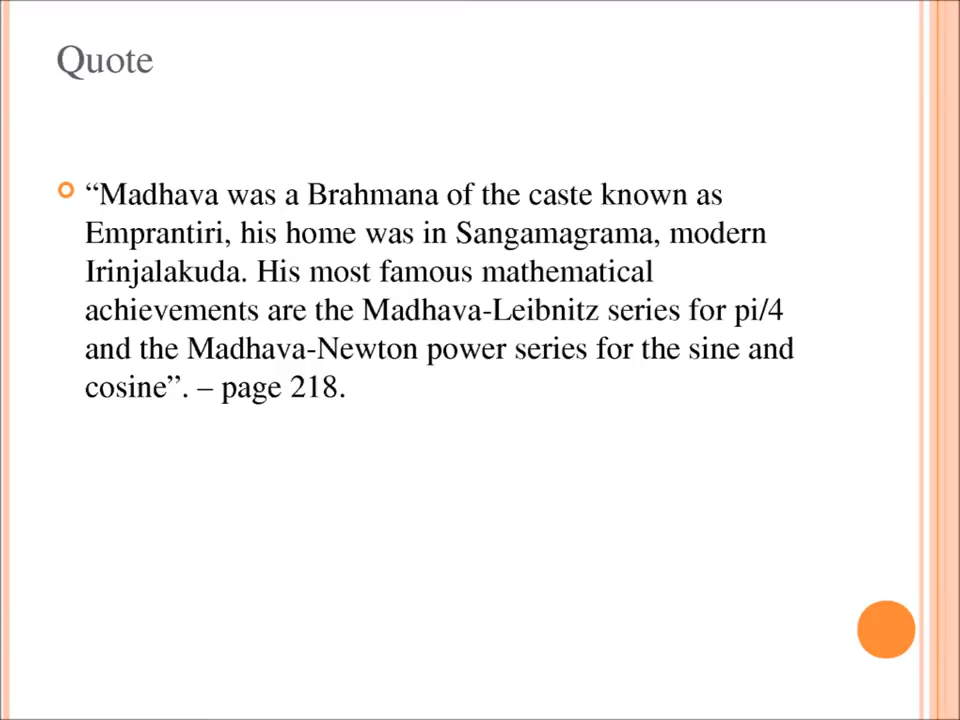 Quote
“Madhava was a Brahmana of the caste known as
Emprantiri, his home was in Sangamagrama, modern
Irinjalakuda. His most famous mathematical
achievements are the Madhava-Leibnitz series for pi/4
and the Madhava-Newton power series for the sine and
cosine”. – page 218.